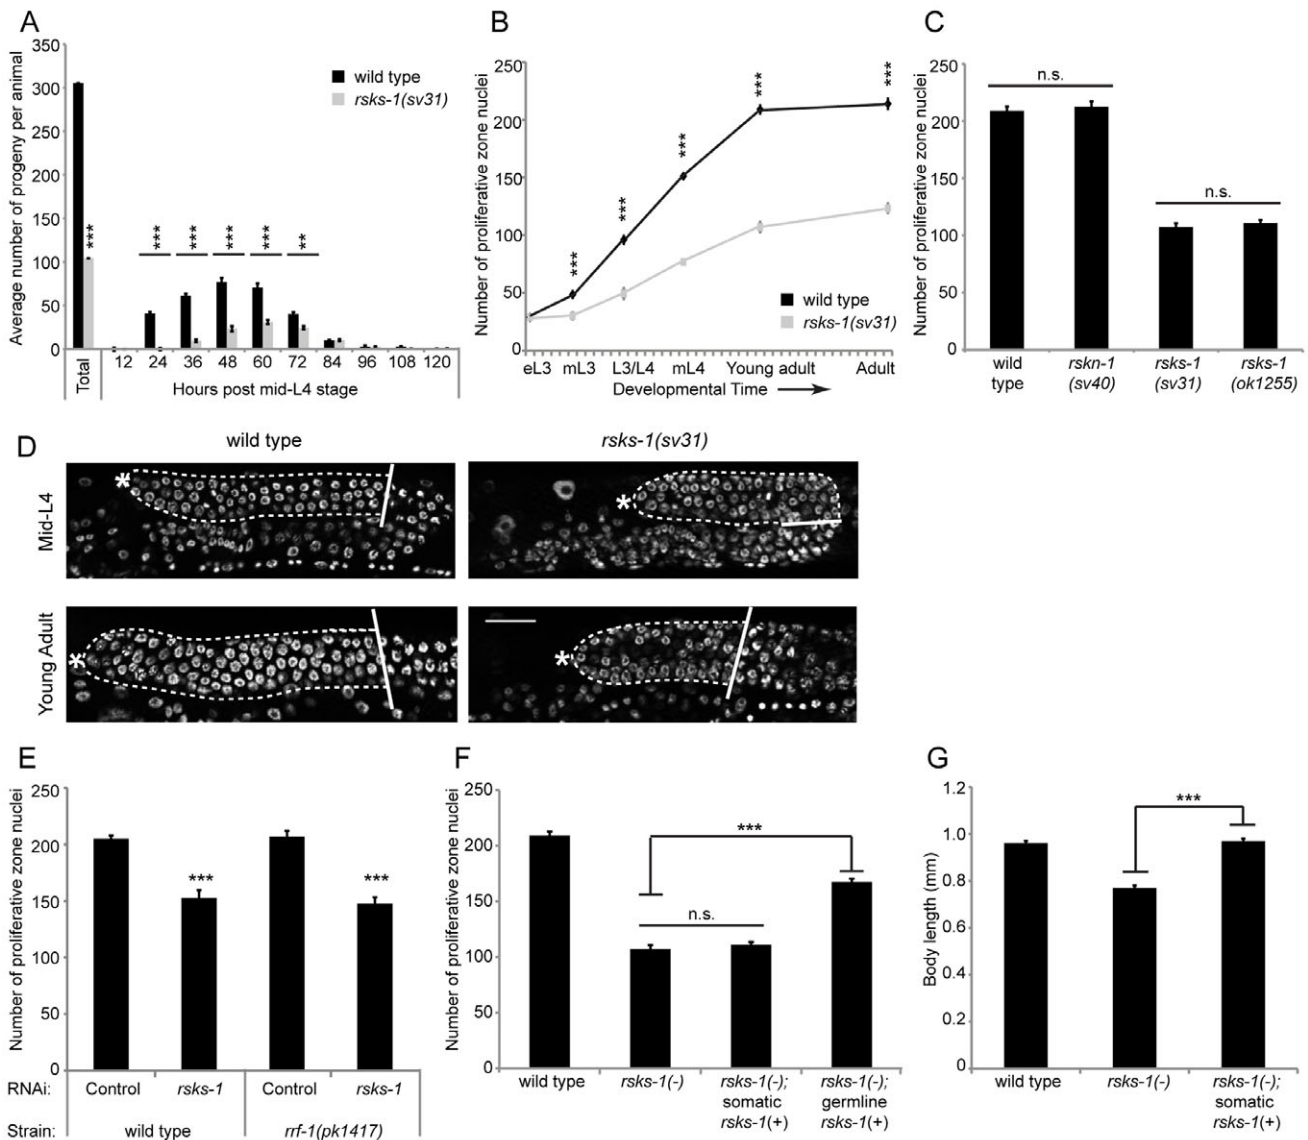 A
Average number of progeny per animal
350
300
250
200
150
100
50
0
wild type
rsks-1(sv31)
***
***
***
***
***
**
Total
12 24 36 48 60 72 84 96 108 120
Hours post mid-L4 stage
B
Number of proliferative zone nuclei
250
200
150
100
50
0
***
***
***
***
***
wild type
rsks-1(sv31)
eL3 mL3 L3/L4 mL4 Young adult Adult
Developmental Time
C
Number of proliferative zone nuclei
250
200
150
100
50
0
n.s.
n.s.
wild type
rskn-1 (sv40)
rsks-1 (sv31)
rsks-1 (ok1255)
D
wild type
rsks-1(sv31)
Mid-L4
*
*
Young Adult
*
*
E
Number of proliferative zone nuclei
250
200
150
100
50
0
***
***
RNAi: Control rsks-1 Control rsks-1
Strain: wild type rrf-1(pk1417)
F
Number of proliferative zone nuclei
250
200
150
100
50
0
***
n.s.
wild type
rsks-1(-)
rsks-1(-);
somatic
rsks-1(+)
rsks-1(-);
germline
rsks-1(+)
G
Body length (mm)
1.2
1.0
0.8
0.6
0.4
0.2
0
***
wild type
rsks-1(-)
rsks-1(-);
somatic
rsks-1(+)